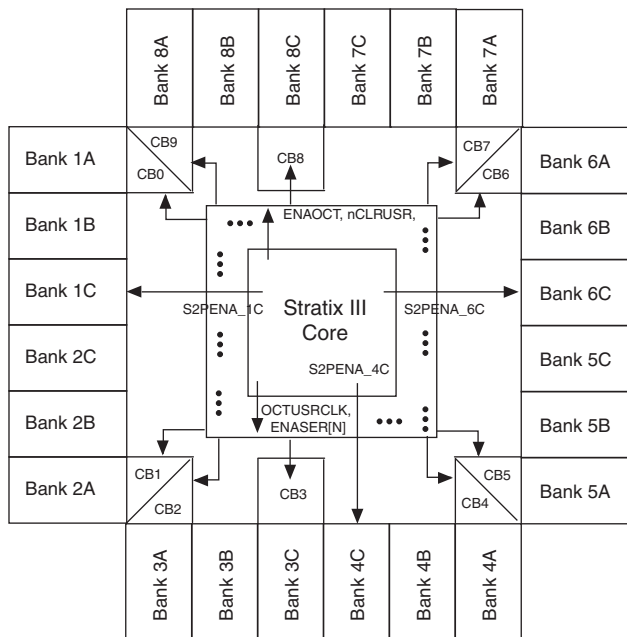 Bank 8A
Bank 8B
Bank 8C
Bank 7C
Bank 7B
Bank 7A
Bank 1A
CB9
CB0
CB8
CB7
CB6
Bank 6A
Bank 1B
ENAOCT, nCLRUSR,
Bank 6B
Bank 1C
S2PENA_1C
Stratix III
Core
S2PENA_6C
Bank 6C
Bank 2C
S2PENA_4C
Bank 5C
Bank 2B
OCTUSRCLK,
ENASER[N]
Bank 5B
Bank 2A
CB1
CB2
CB3
CB5
CB4
Bank 5A
Bank 3A
Bank 3B
Bank 3C
Bank 4C
Bank 4B
Bank 4A